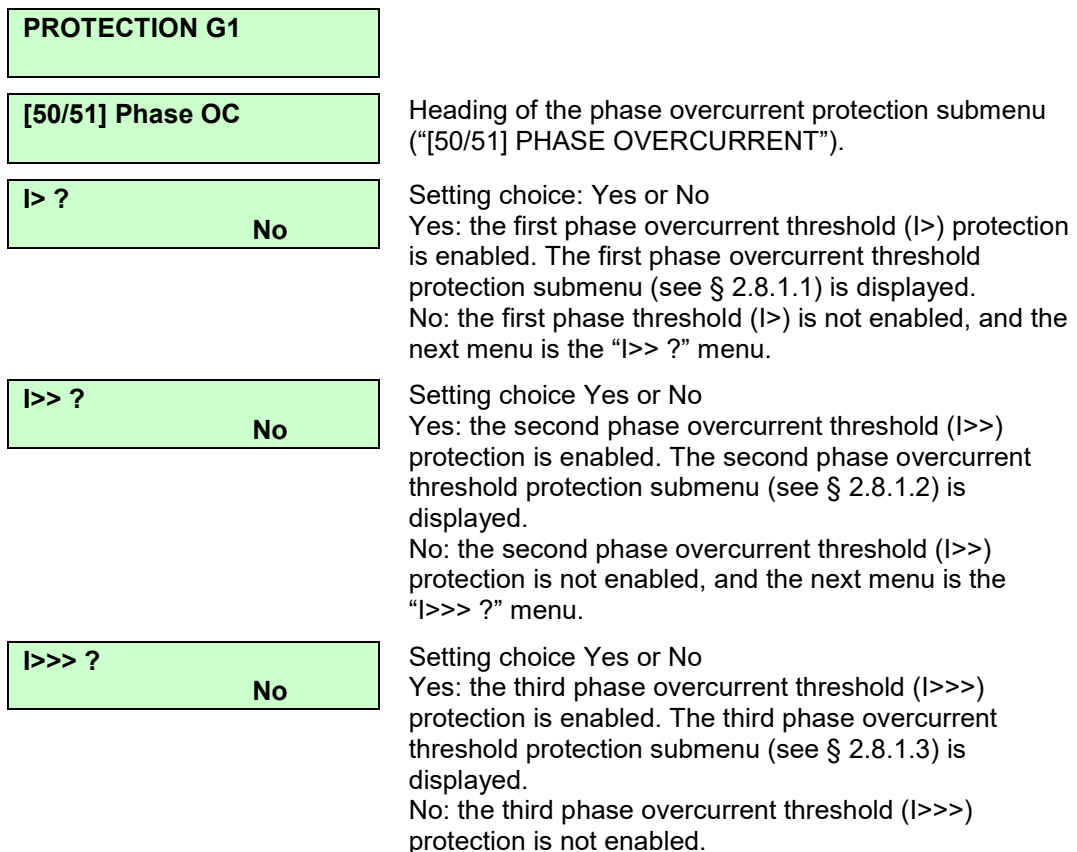 PROTECTION G1
[50/51] Phase OC
Heading of the phase overcurrent protection submenu
(“[50/51] PHASE OVERCURRENT”).
I> ?
No
Setting choice: Yes or No
Yes: the first phase overcurrent threshold (I>) protection
is enabled. The first phase overcurrent threshold
protection submenu (see § 2.8.1.1) is displayed.
No: the first phase threshold (I>) is not enabled, and the
next menu is the “I>> ?” menu.
I>> ?
No
Setting choice Yes or No
Yes: the second phase overcurrent threshold (I>>)
protection is enabled. The second phase overcurrent
threshold protection submenu (see § 2.8.1.2) is
displayed.
No: the second phase overcurrent threshold (I>>)
protection is not enabled, and the next menu is the
“I>>> ?” menu.
I>>> ?
No
Setting choice Yes or No
Yes: the third phase overcurrent threshold (I>>>)
protection is enabled. The third phase overcurrent
threshold protection submenu (see § 2.8.1.3) is
displayed.
No: the third phase overcurrent threshold (I>>>)
protection is not enabled.